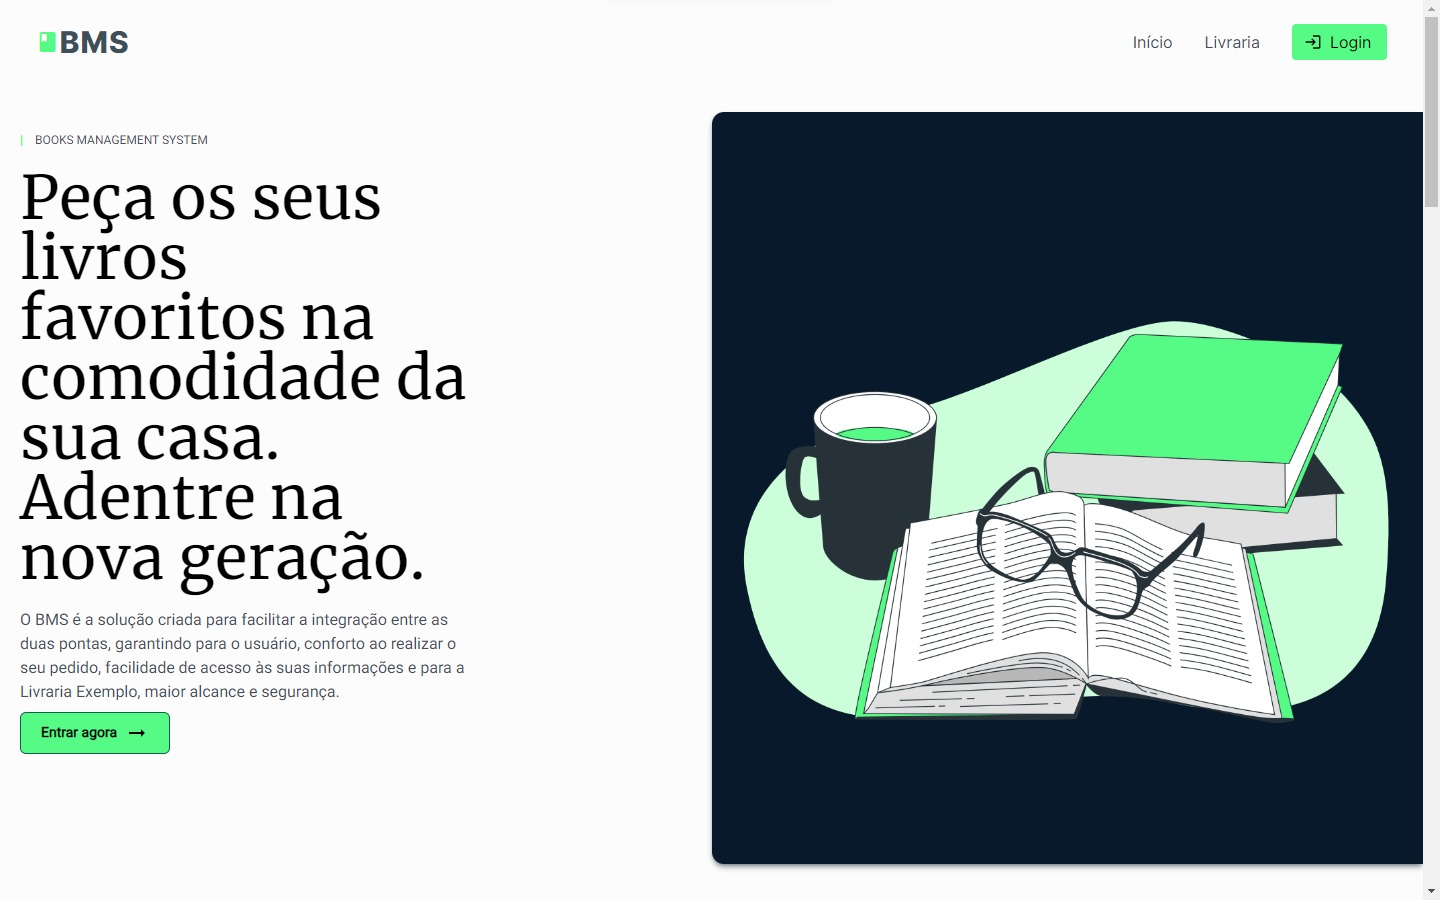 BMS
Início
Livraria
Login
BOOKS MANAGEMENT SYSTEM
Peça os seus
livros
favoritos na
comodidade da
sua casa.
Adentre na
nova geração.
O BMS é a solução criada para facilitar a integração entre as
duas pontas, garantindo para o usuário, conforto ao realizar o
seu pedido, facilidade de acesso às suas informações e para a
Livraria Exemplo, maior alcance e segurança.
Entrar agora